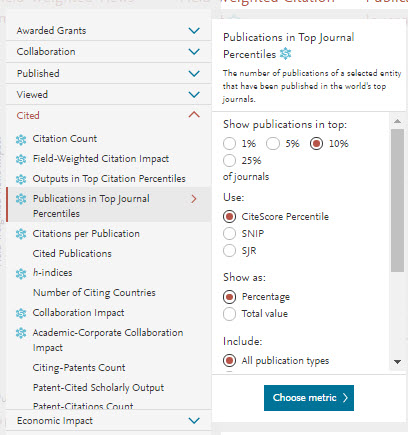 Awarded Grants
Collaboration
Published
Viewed
Cited
Citation Count
Field-Weighted Citation Impact
Outputs in Top Citation Percentiles
Publications in Top Journal
Percentiles
Citations per Publication
Cited Publications
h-indices
Number of Citing Countries
Collaboration Impact
Academic-Corporate Collaboration
Impact
Citing-Patents Count
Patent-Cited Scholarly Output
Patent-Citations Count
Economic Impact
Publications in Top Journal
Percentiles
The number of publications of a selected entity
that have been published in the world's top
journals.
Show publications in top:
1% 5% 10%
25%
of journals
Use:
CiteScore Percentile
SNIP
SJR
Show as:
Percentage
Total value
Include:
All publication types
Choose metric